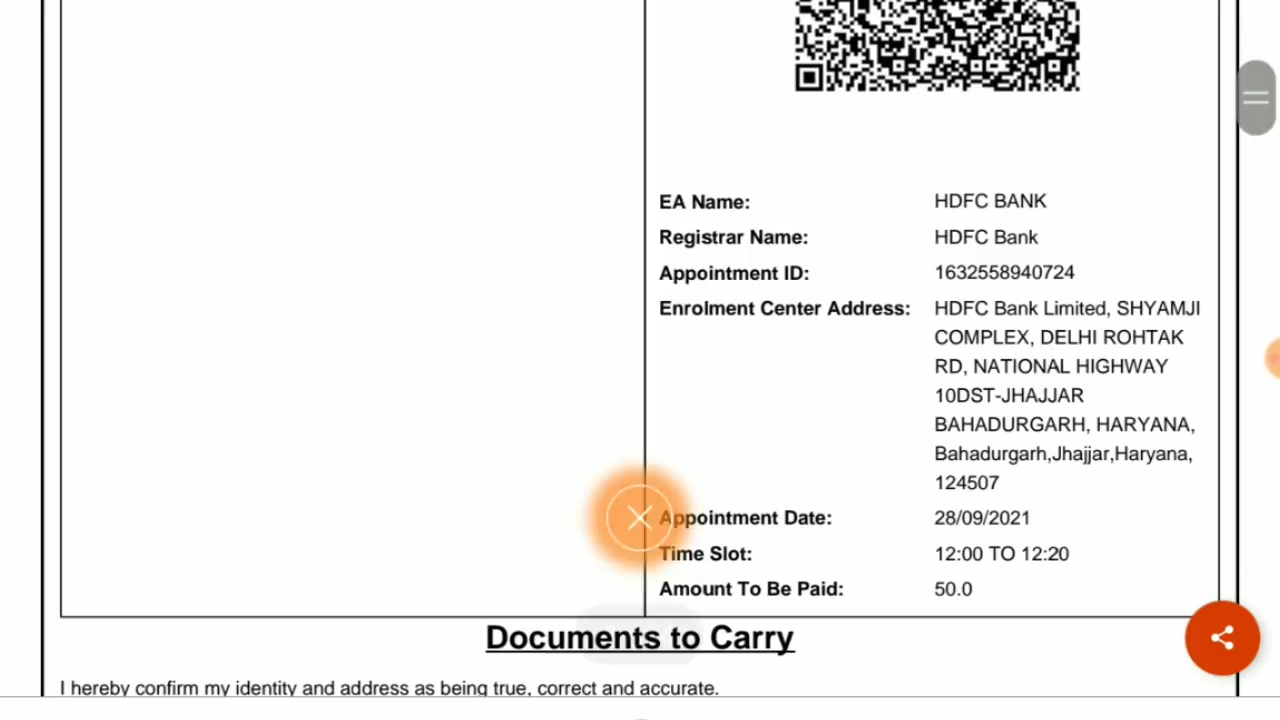 EA Name: HDFC BANK
Registrar Name: HDFC Bank
Appointment ID: 1632558940724
Enrolment Center Address: HDFC Bank Limited, SHYAMJI
COMPLEX, DELHI ROHTAK
RD, NATIONAL HIGHWAY
10DST-JHAJJAR
BAHADURGARH, HARYANA,
Bahadurgarh,Jhajjar,Haryana,
124507
Appointment Date: 28/09/2021
Time Slot: 12:00 TO 12:20
Amount To Be Paid: 50.0
Documents to Carry
I hereby confirm my identity and address as being true, correct and accurate.